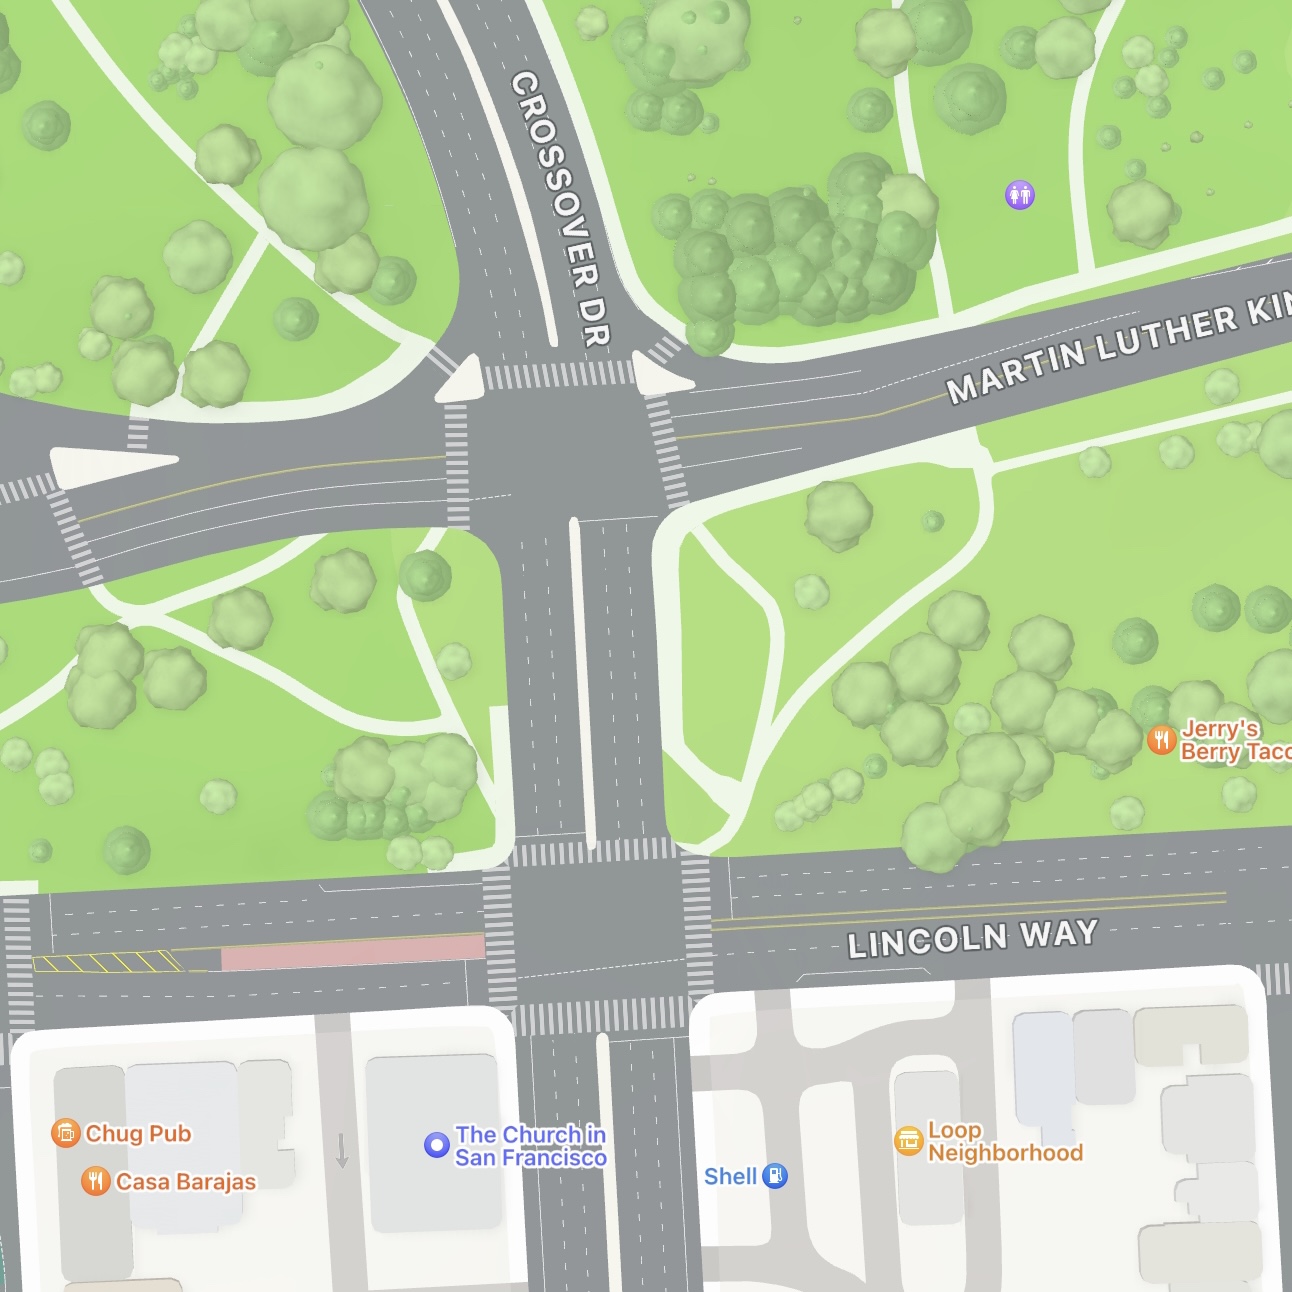 CROSSOVER DR
MARTIN LUTHER KIN
Jerry's
Berry Taco
LINCOLN WAY
Chug Pub
Casa Barajas
The Church in
San Francisco
Shell
Loop
Neighborhood